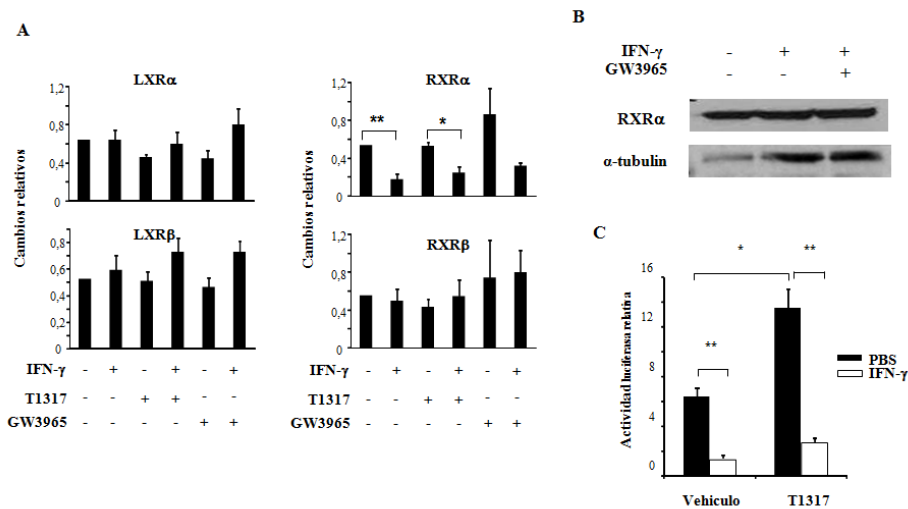 A
LXRα
Cambios relativos
1,2
0,8
0,4
0
LXRβ
1,0
0,8
0,6
0,4
0,2
0
IFN-γ - + - + - +
T1317 - - + + - -
GW3965 - - - - + +
RXRα
Cambios relativos
1,2
0,8
0,4
0
** *
RXRβ
1,2
0,8
0,4
0
IFN-γ - + - + - +
T1317 - - + + - -
GW3965 - - - - + +
B
IFN-γ - + +
GW3965 - - +
RXRα
α-tubulin
C
Actividad luciferasa relativa
16
12
8
4
0
* **
**
PBS
IFN-γ
Vehiculo T1317